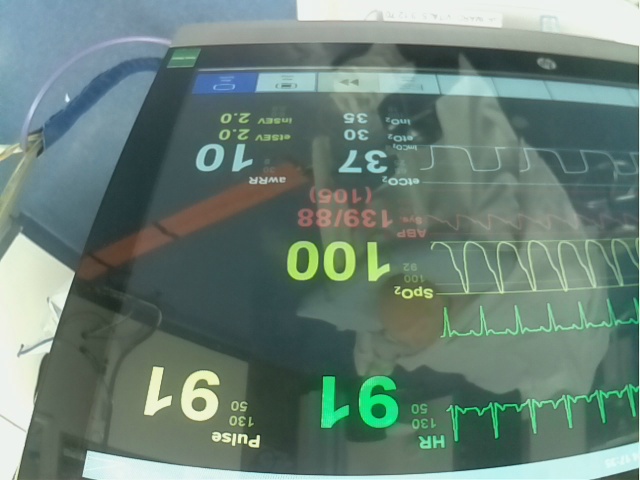 HR
130
50
91
Pulse
130
50
91
SpO₂
100
92
100
ABP
Sys.
139/88
(105)
etCO₂
37
awRR
10
inCO₂
etO₂ 30 etSEV 2.0
inO₂ 35 inSEV 2.0